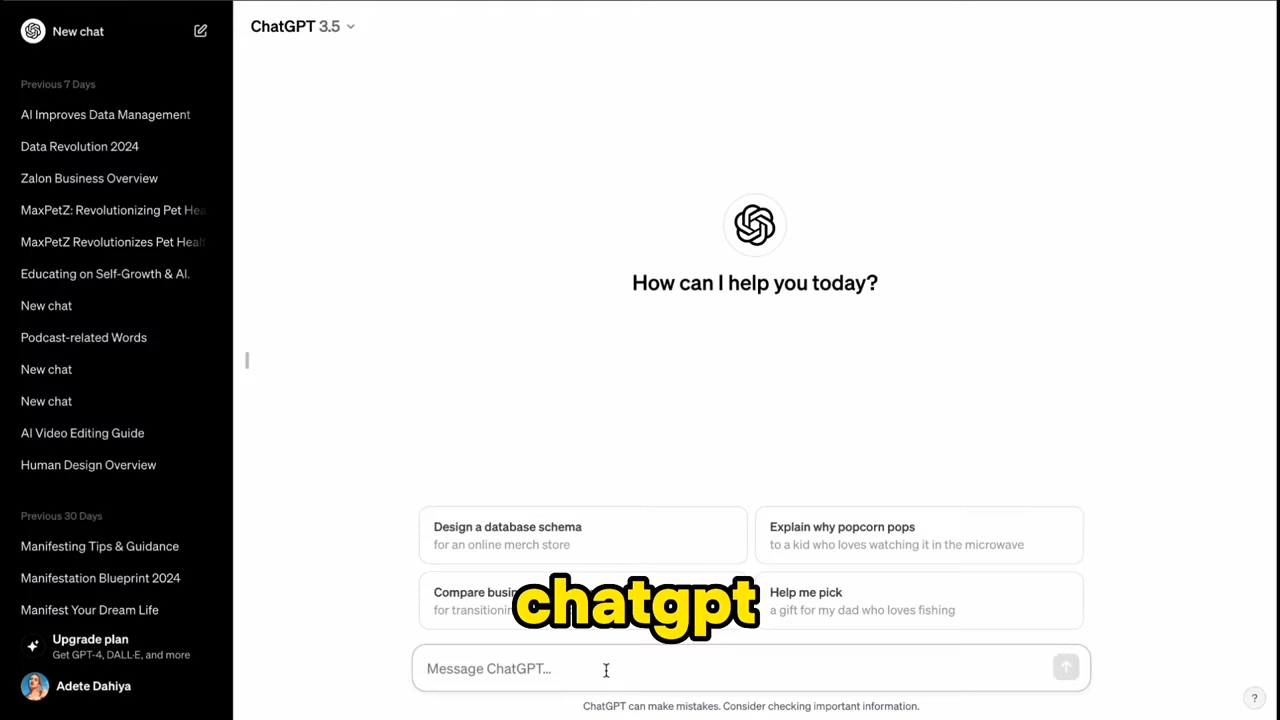 New chat
Previous 7 Days
AI Improves Data Management
Data Revolution 2024
Zalon Business Overview
MaxPetZ: Revolutionizing Pet Hea
MaxPetZ Revolutionizes Pet Healt
Educating on Self-Growth & AI.
New chat
Podcast-related Words
New chat
New chat
AI Video Editing Guide
Human Design Overview
Previous 30 Days
Manifesting Tips & Guidance
Manifestation Blueprint 2024
Manifest Your Dream Life
Upgrade plan
Get GPT-4, DALL·E, and more
Adete Dahiya
ChatGPT 3.5
How can I help you today?
Design a database schema
for an online merch store
Explain why popcorn pops
to a kid who loves watching it in the microwave
Compare busin
for transitionin
Help me pick
a gift for my dad who loves fishing
chatgpt
Message ChatGPT...
ChatGPT can make mistakes. Consider checking important information.
?